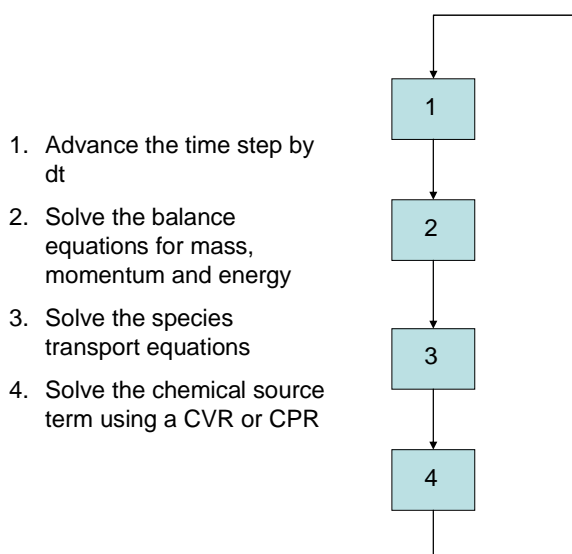 1. Advance the time step by
dt
2. Solve the balance
equations for mass,
momentum and energy
3. Solve the species
transport equations
4. Solve the chemical source
term using a CVR or CPR
1
2
3
4